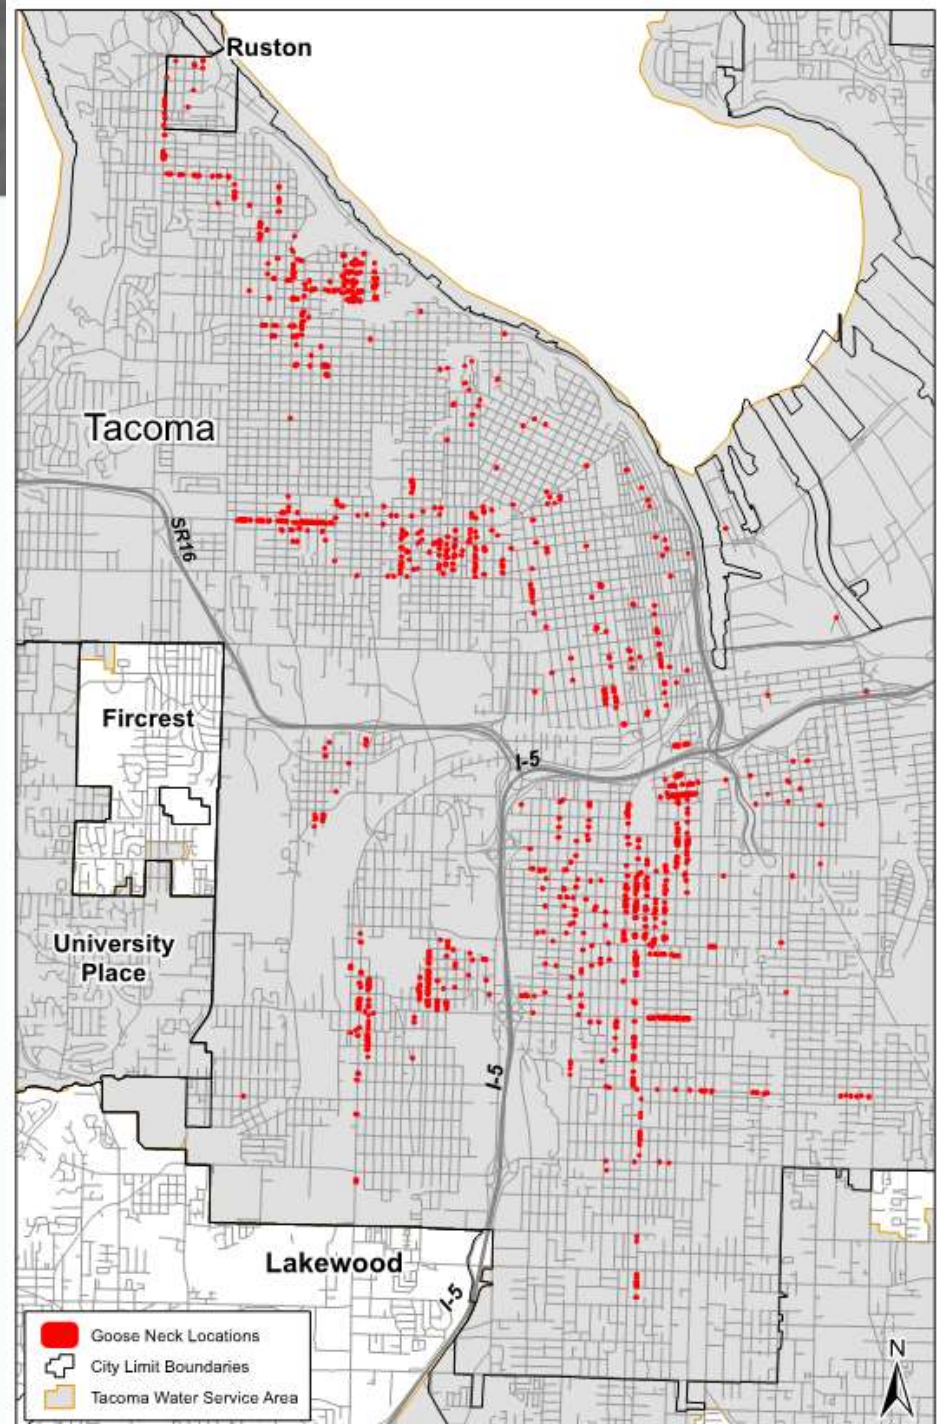 Ruston
Tacoma
SR16
Fircrest
I-5
University
Place
I-5
Lakewood
I-5
N
Goose Neck Locations
City Limit Boundaries
Tacoma Water Service Area